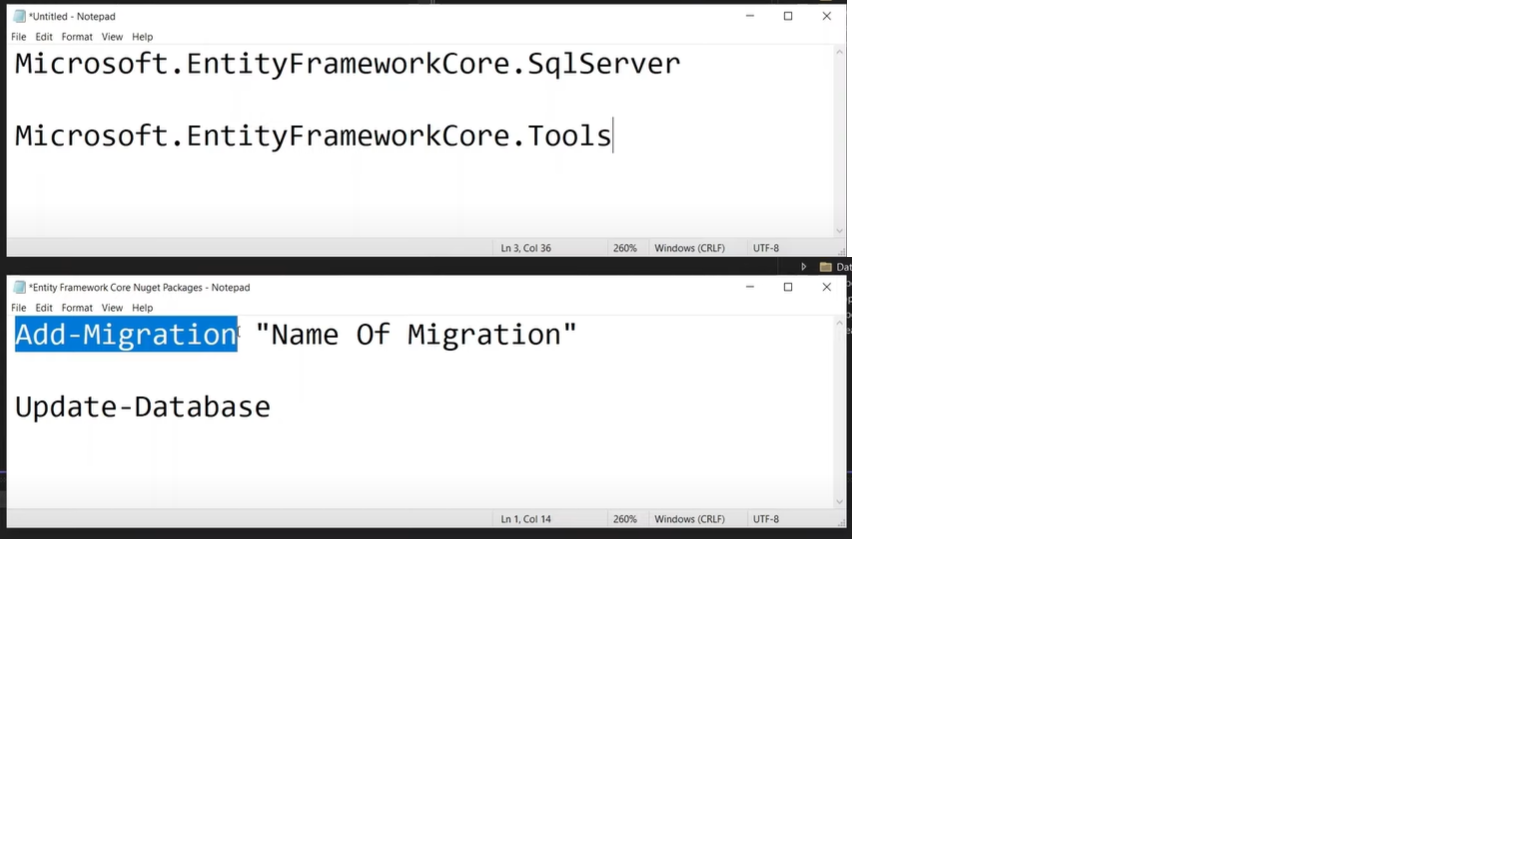 *Untitled - Notepad
File Edit Format View Help
Microsoft.EntityFrameworkCore.SqlServer
Microsoft.EntityFrameworkCore.Tools
Ln 3, Col 36 260% Windows (CRLF) UTF-8
Dat
*Entity Framework Core Nuget Packages - Notepad
File Edit Format View Help
Add-Migration "Name Of Migration"
Update-Database
Ln 1, Col 14 260% Windows (CRLF) UTF-8